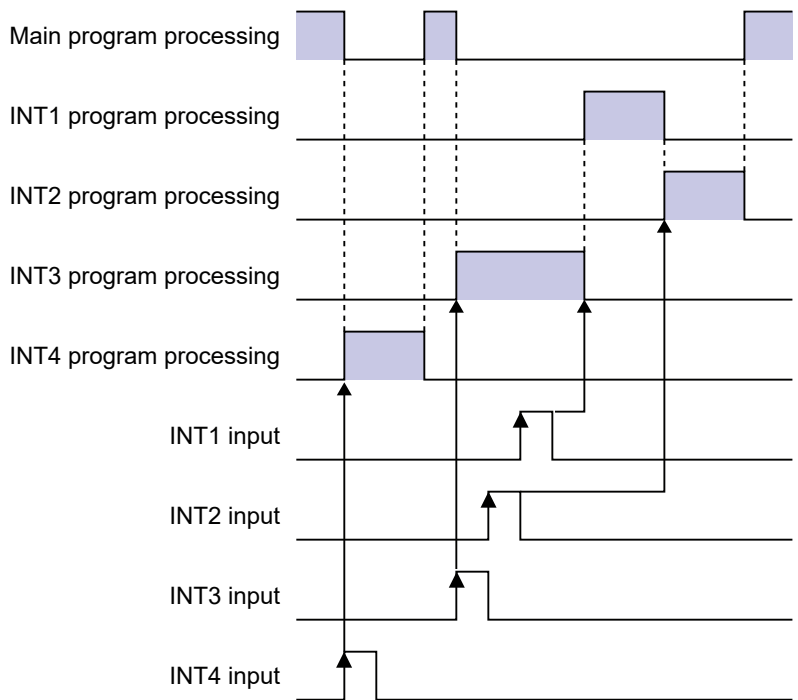 Main program processing
INT1 program processing
INT2 program processing
INT3 program processing
INT4 program processing
INT1 input
INT2 input
INT3 input
INT4 input